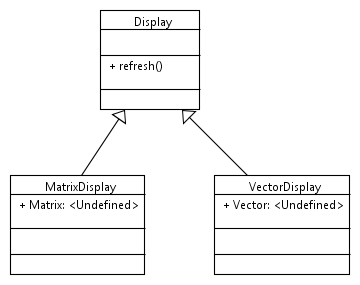 Display
+ refresh()
MatrixDisplay
+ Matrix: <Undefined>
VectorDisplay
+ Vector: <Undefined>